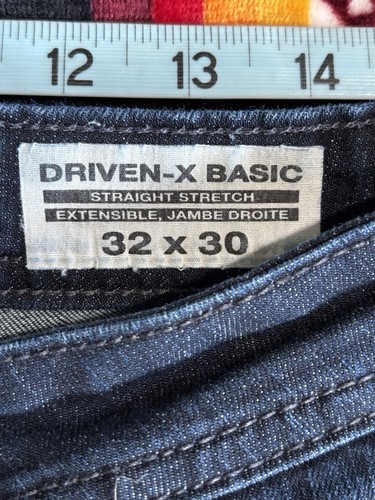 12 13 14
DRIVEN-X BASIC
STRAIGHT STRETCH
EXTENSIBLE, JAMBE DROITE
32 x 30